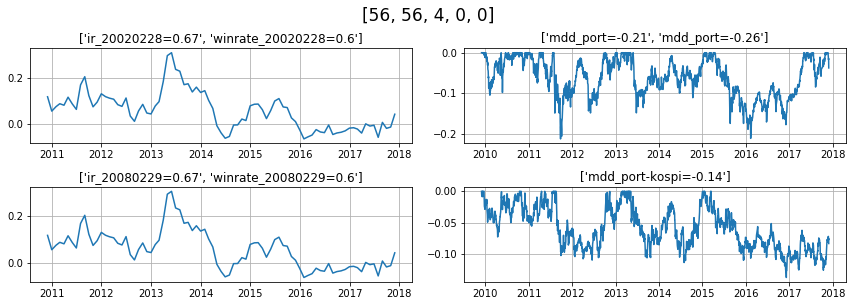 [56, 56, 4, 0, 0]
['ir_20020228=0.67', 'winrate_20020228=0.6']
0.2
0.0
2011 2012 2013 2014 2015 2016 2017 2018
['mdd_port=-0.21', 'mdd_port=-0.26']
0.0
−0.1
−0.2
2010 2011 2012 2013 2014 2015 2016 2017 2018
['ir_20080229=0.67', 'winrate_20080229=0.6']
0.2
0.0
2011 2012 2013 2014 2015 2016 2017 2018
['mdd_port-kospi=-0.14']
0.00
−0.05
−0.10
2010 2011 2012 2013 2014 2015 2016 2017 2018